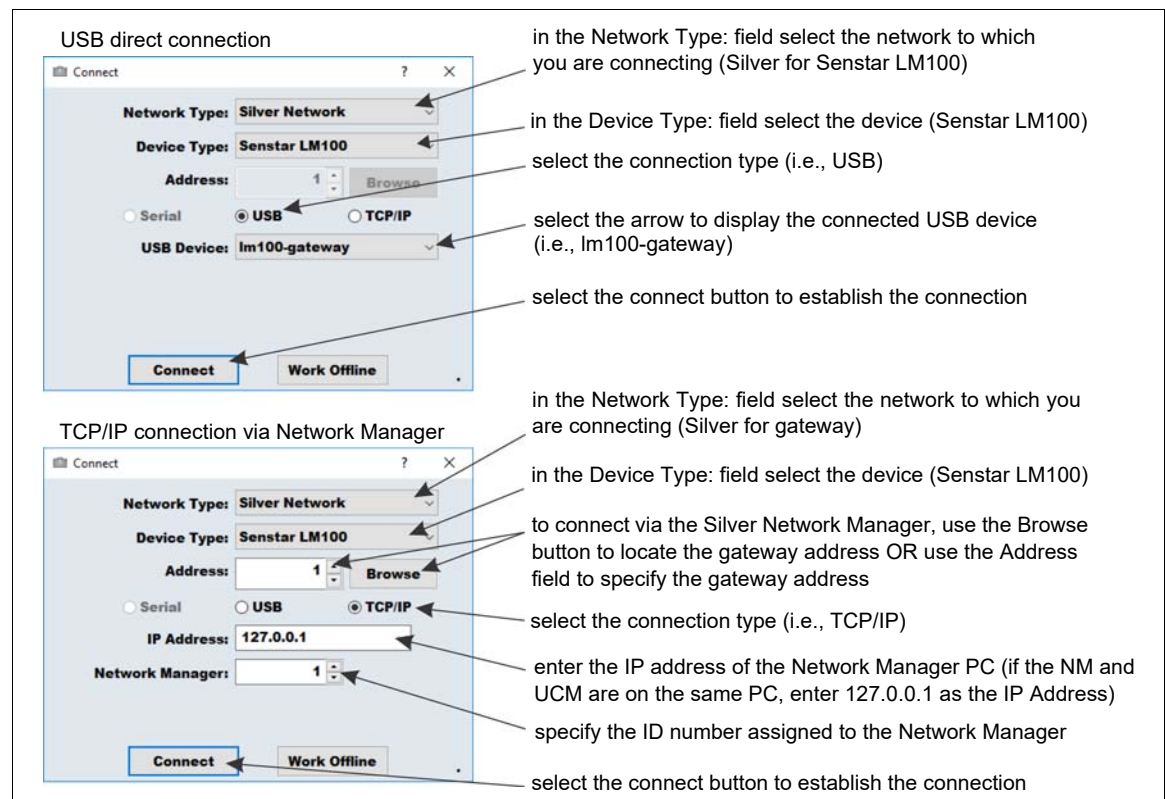 USB direct connection
Connect ? ×
Network Type: Silver Network
Device Type: Senstar LM100
Address: 1 Browse
Serial USB TCP/IP
USB Device: lm100-gateway
Connect Work Offline
in the Network Type: field select the network to which
you are connecting (Silver for Senstar LM100)
in the Device Type: field select the device (Senstar LM100)
select the connection type (i.e., USB)
select the arrow to display the connected USB device
(i.e., lm100-gateway)
select the connect button to establish the connection
TCP/IP connection via Network Manager
Connect ? ×
Network Type: Silver Network
Device Type: Senstar LM100
Address: 1 Browse
Serial USB TCP/IP
IP Address: 127.0.0.1
Network Manager: 1
Connect Work Offline
in the Network Type: field select the network to which you
are connecting (Silver for gateway)
in the Device Type: field select the device (Senstar LM100)
to connect via the Silver Network Manager, use the Browse
button to locate the gateway address OR use the Address
field to specify the gateway address
select the connection type (i.e., TCP/IP)
enter the IP address of the Network Manager PC (if the NM and
UCM are on the same PC, enter 127.0.0.1 as the IP Address)
specify the ID number assigned to the Network Manager
select the connect button to establish the connection